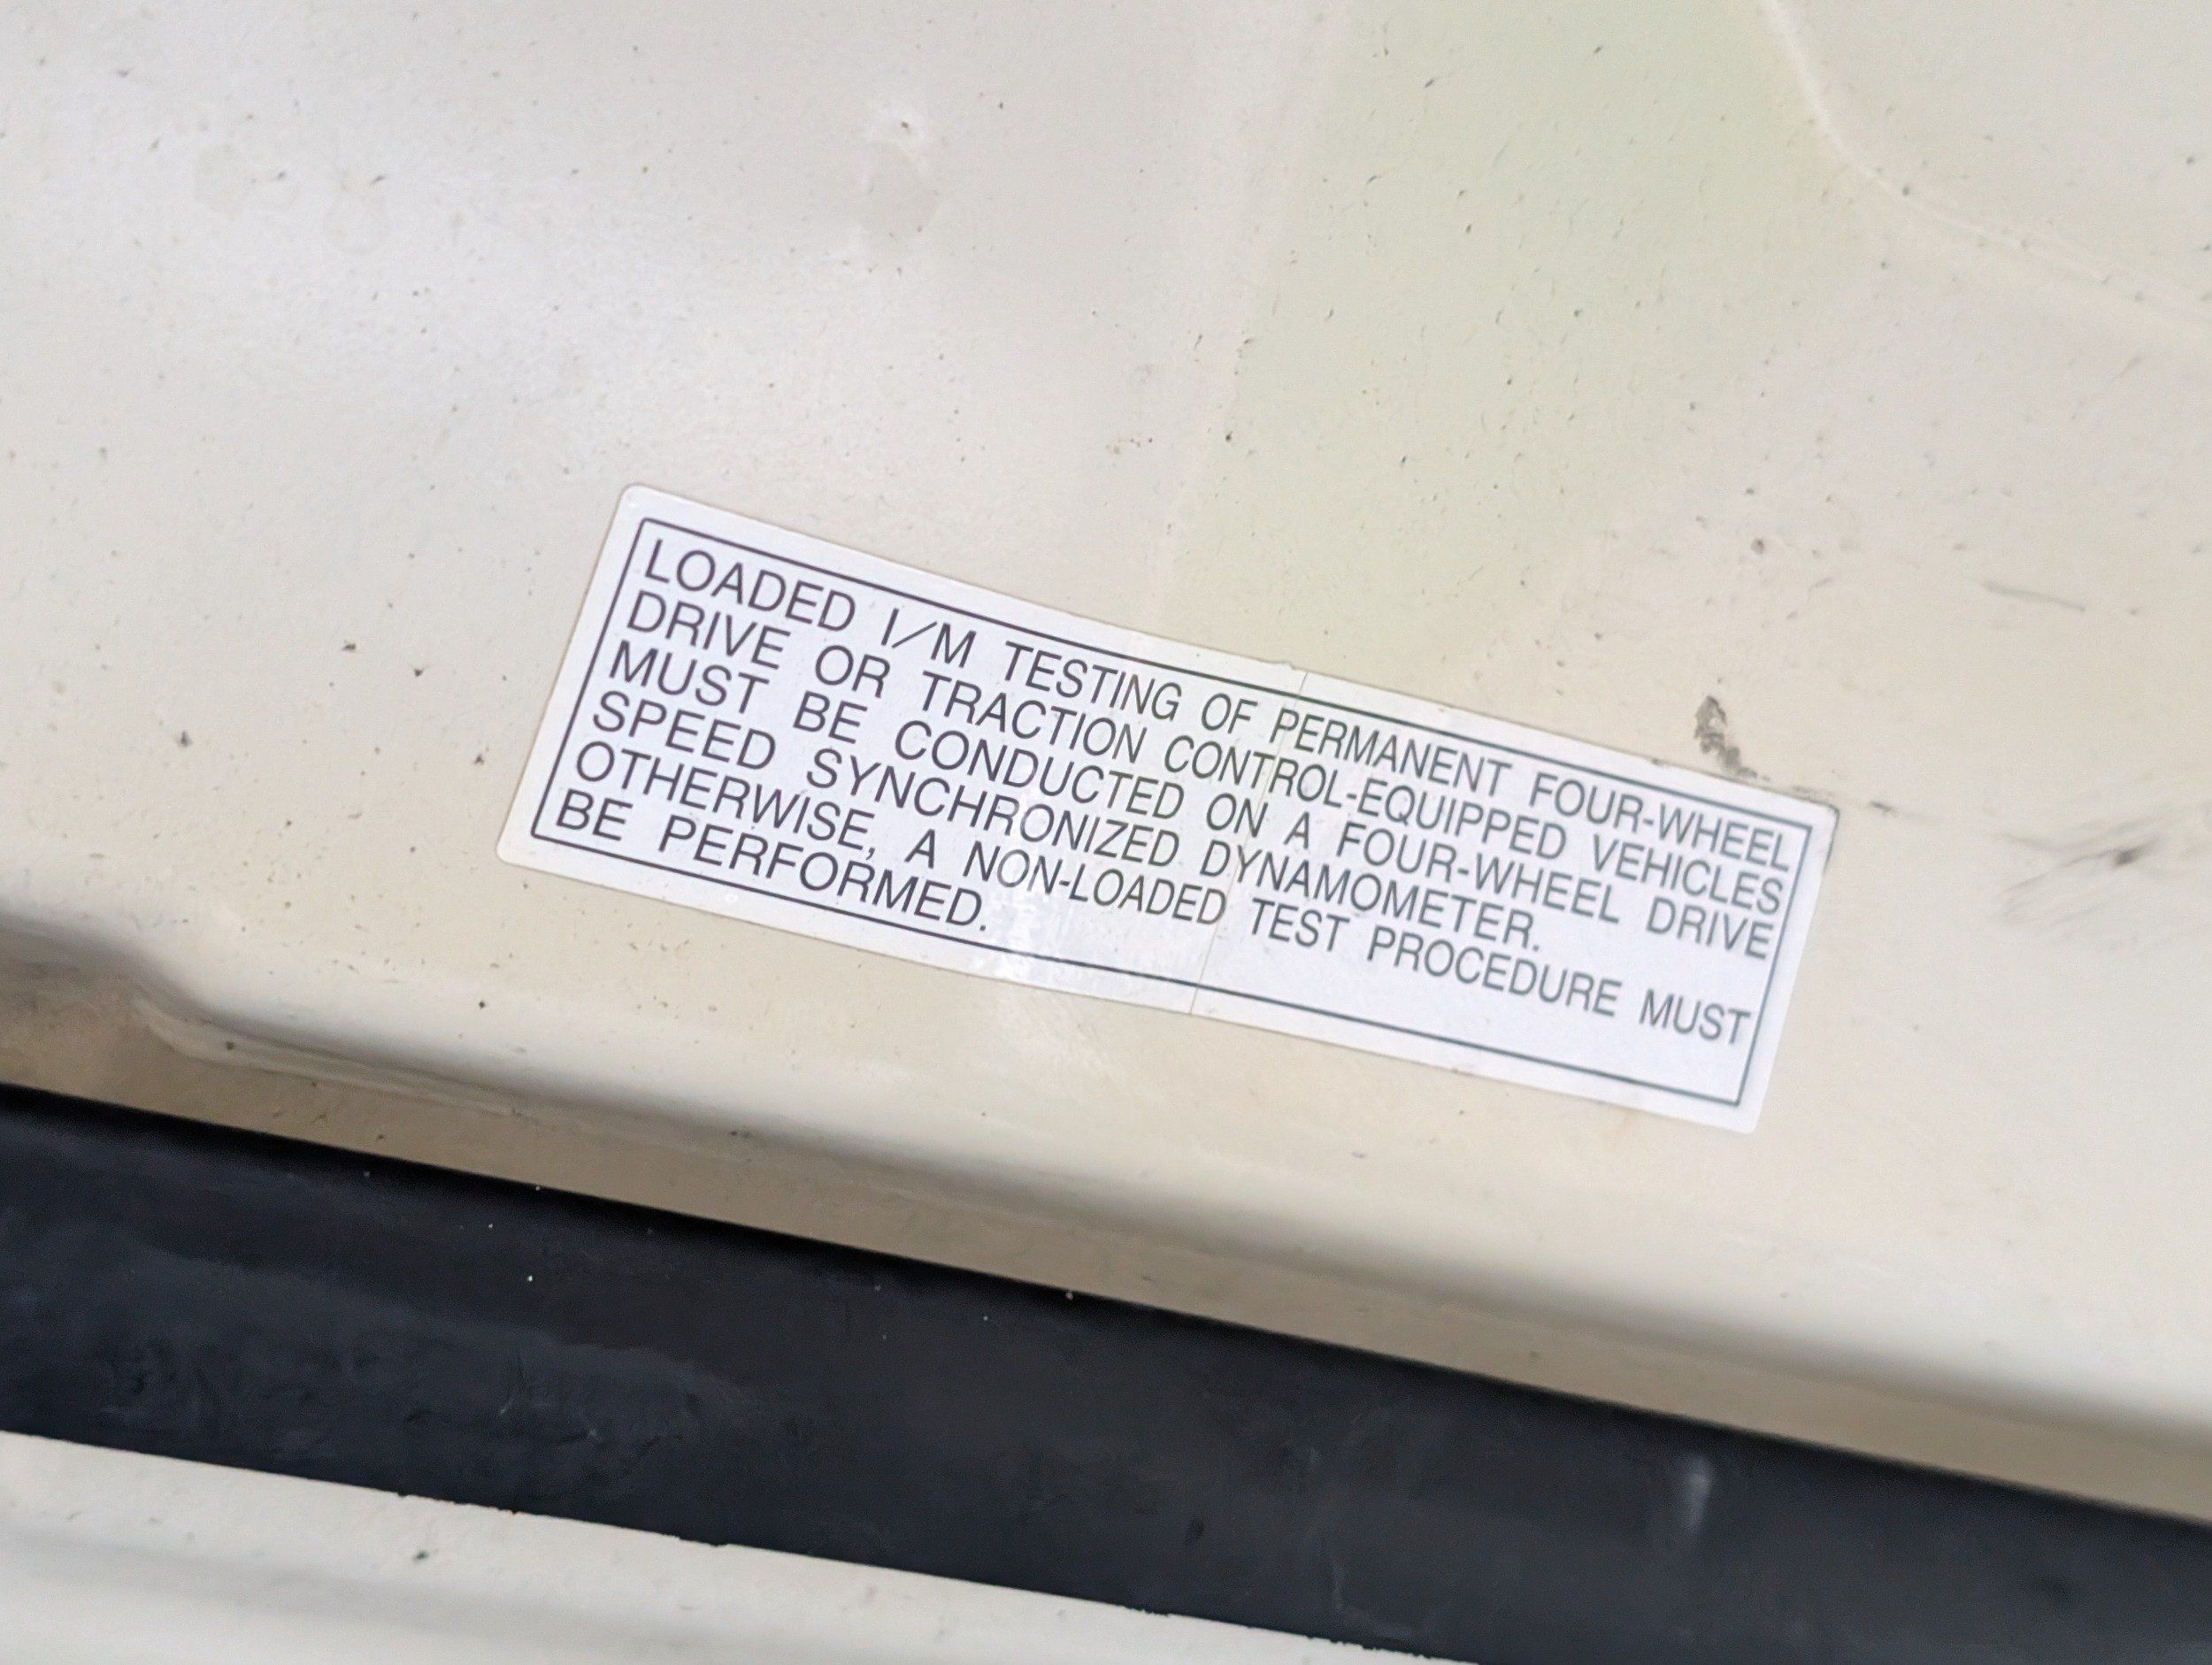 LOADED I/M TESTING OF PERMANENT FOUR-WHEEL
DRIVE OR TRACTION CONTROL-EQUIPPED VEHICLES
MUST BE CONDUCTED ON A FOUR-WHEEL DRIVE
SPEED SYNCHRONIZED DYNAMOMETER.
OTHERWISE, A NON-LOADED TEST PROCEDURE MUST
BE PERFORMED.